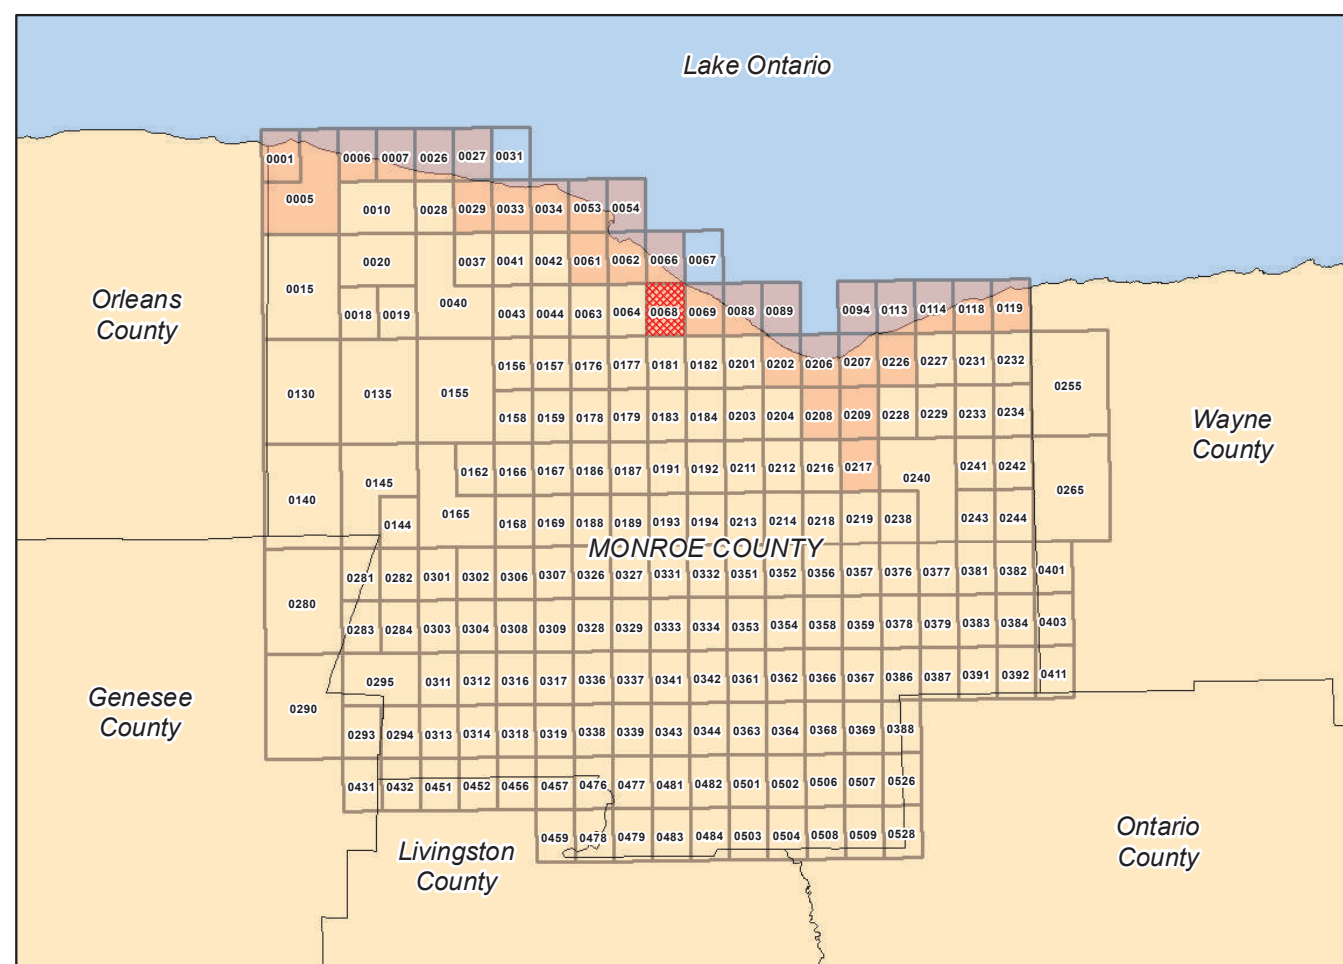 Lake Ontario
0001
0006 0007 0026 0027 0031
0005
0010 0028 0029 0033 0034 0053 0054
0020 0037 0041 0042 0061 0062 0066 0067
0015
0040
0018 0019 0043 0044 0063 0064 0068 0069 0088 0089 0094 0113 0114 0118 0119
Orleans
County
0156 0157 0176 0177 0181 0182 0201 0202 0206 0207 0226 0227 0231 0232
0130 0135 0155 0255
0158 0159 0178 0179 0183 0184 0203 0204 0208 0209 0228 0229 0233 0234
Wayne
County
0162 0166 0167 0186 0187 0191 0192 0211 0212 0216 0217 0241 0242
0145 0240
0140 0265
0144 0165 0168 0169 0188 0189 0193 0194 0213 0214 0218 0219 0238 0243 0244
MONROE COUNTY
0281 0282 0301 0302 0306 0307 0326 0327 0331 0332 0351 0352 0356 0357 0376 0377 0381 0382 0401
0280
0283 0284 0303 0304 0308 0309 0328 0329 0333 0334 0353 0354 0358 0359 0378 0379 0383 0384 0403
0295 0311 0312 0316 0317 0336 0337 0341 0342 0361 0362 0366 0367 0386 0387 0391 0392 0411
Genesee
County
0290
0293 0294 0313 0314 0318 0319 0338 0339 0343 0344 0363 0364 0368 0369 0388
0431 0432 0451 0452 0456 0457 0476 0477 0481 0482 0501 0502 0506 0507 0526
0459 0478 0479 0483 0484 0503 0504 0508 0509 0528
Livingston
County
Ontario
County